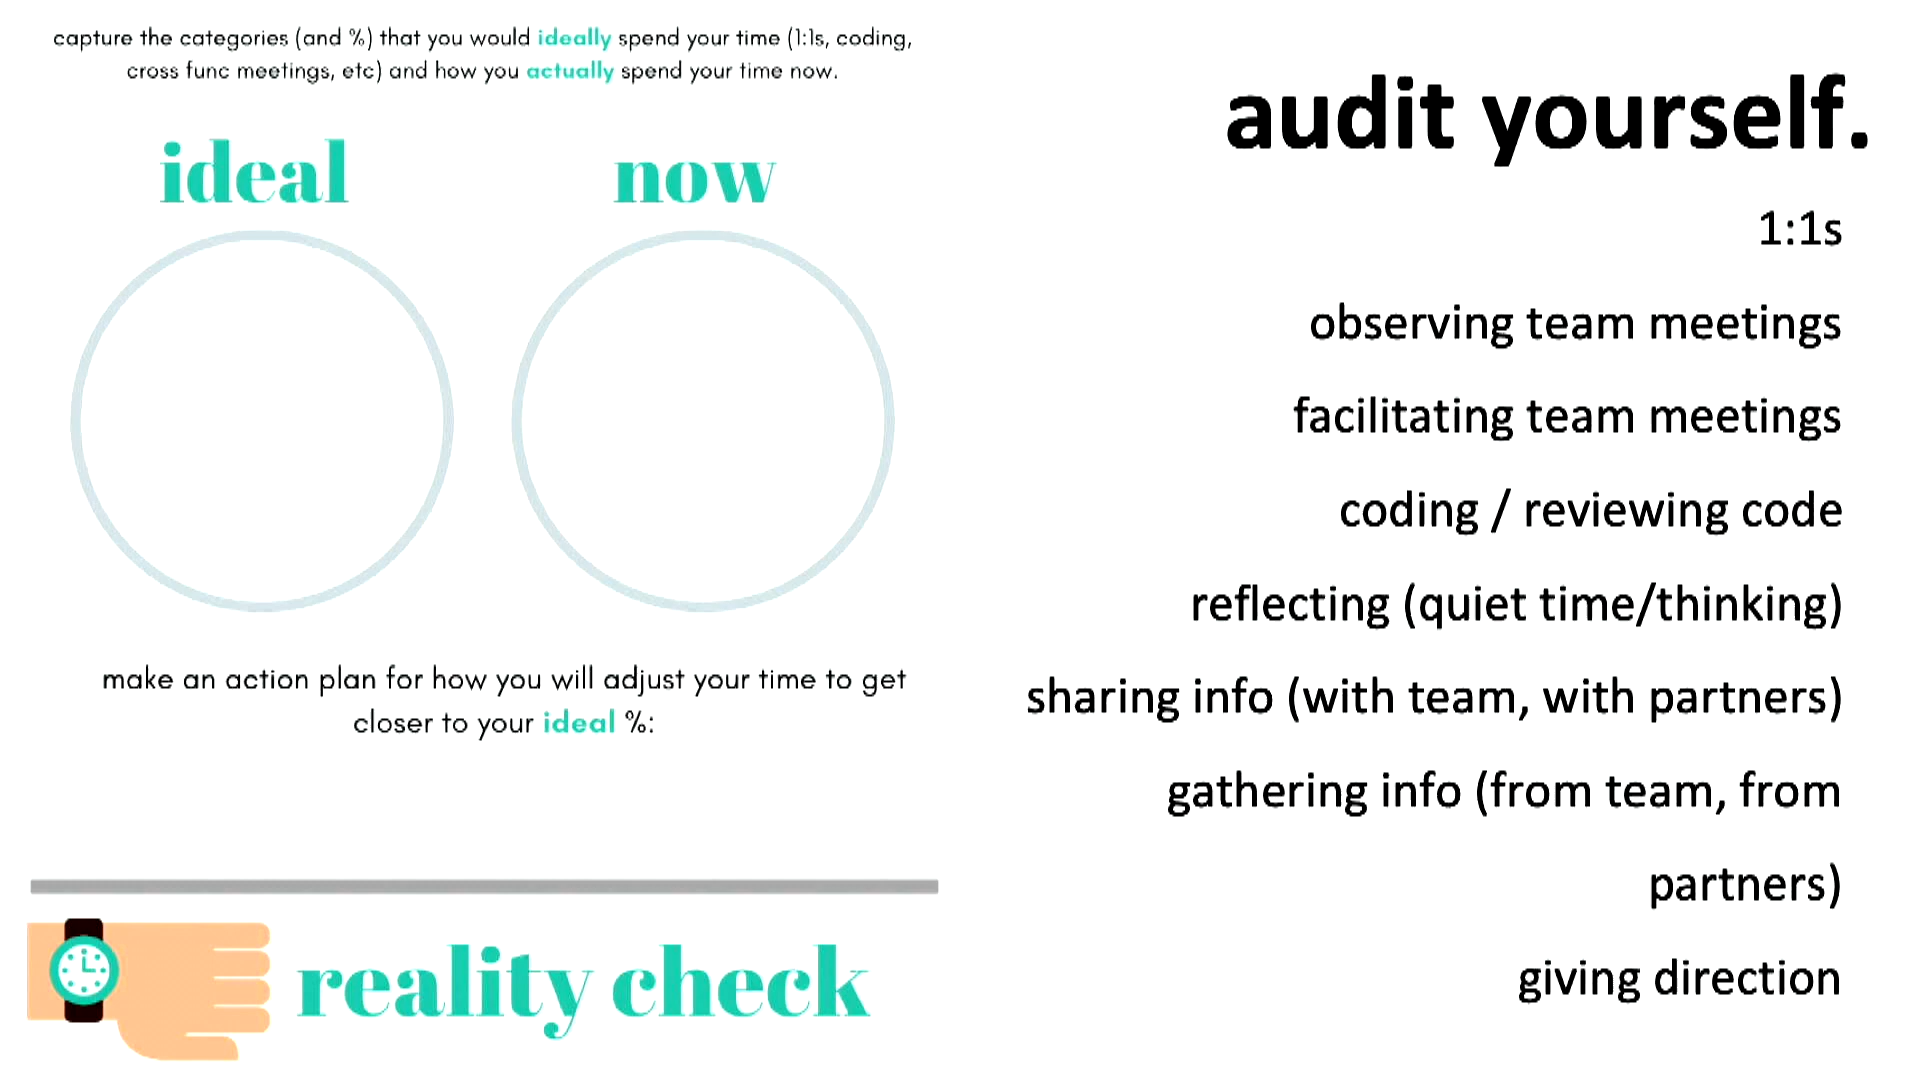 capture the categories (and %) that you would ideally spend your time (1:1s, coding,
cross func meetings, etc) and how you actually spend your time now.
ideal
now
make an action plan for how you will adjust your time to get
closer to your ideal %:
reality check
audit yourself.
1:1s
observing team meetings
facilitating team meetings
coding / reviewing code
reflecting (quiet time/thinking)
sharing info (with team, with partners)
gathering info (from team, from
partners)
giving direction